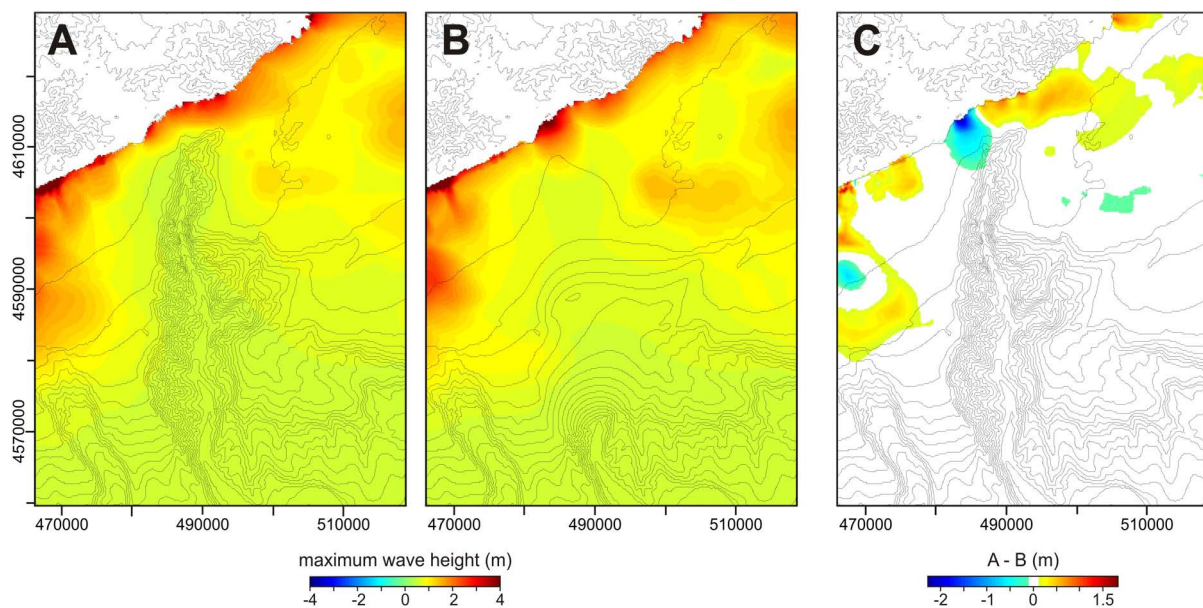 A
B
C
4610000
4590000
4570000
470000 490000 510000
470000 490000 510000
470000 490000 510000
maximum wave height (m)
-4 -2 0 2 4
A - B (m)
-2 -1 0 1.5